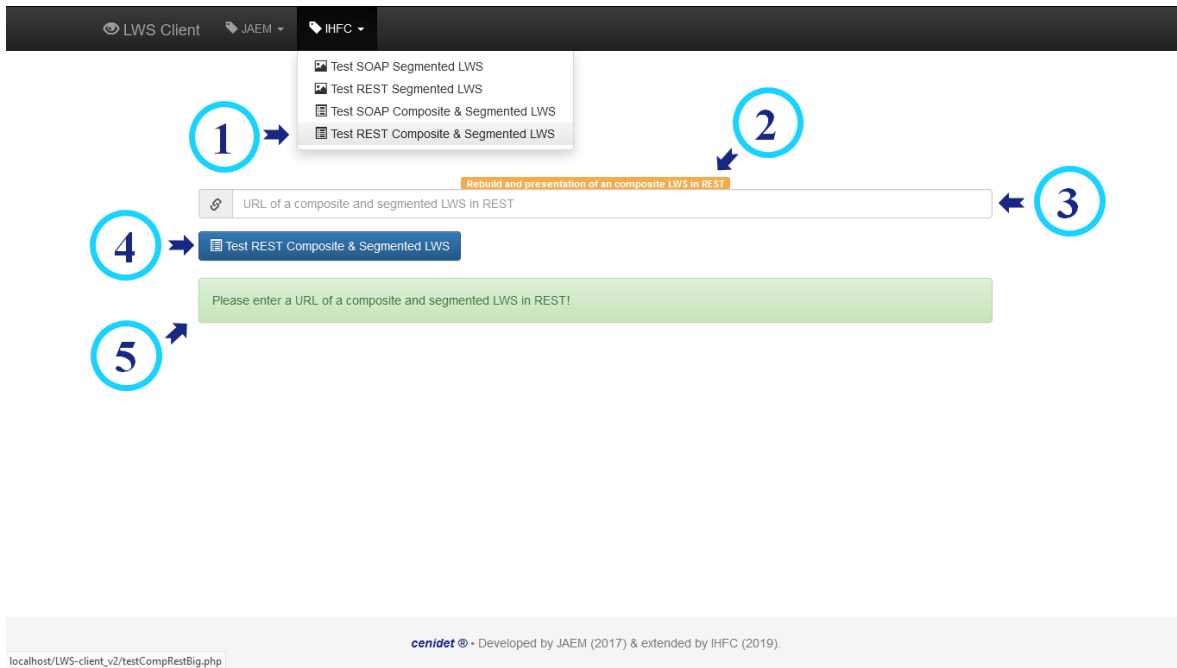 LWS Client JAEM IHFC
Test SOAP Segmented LWS
Test REST Segmented LWS
Test SOAP Composite & Segmented LWS
Test REST Composite & Segmented LWS
1
2
Rebuild and presentation of an composite LWS in REST
URL of a composite and segmented LWS in REST
3
4
Test REST Composite & Segmented LWS
Please enter a URL of a composite and segmented LWS in REST!
5
cenidet ® • Developed by JAEM (2017) & extended by IHFC (2019).
localhost/LWS-client_v2/testCompRestBig.php